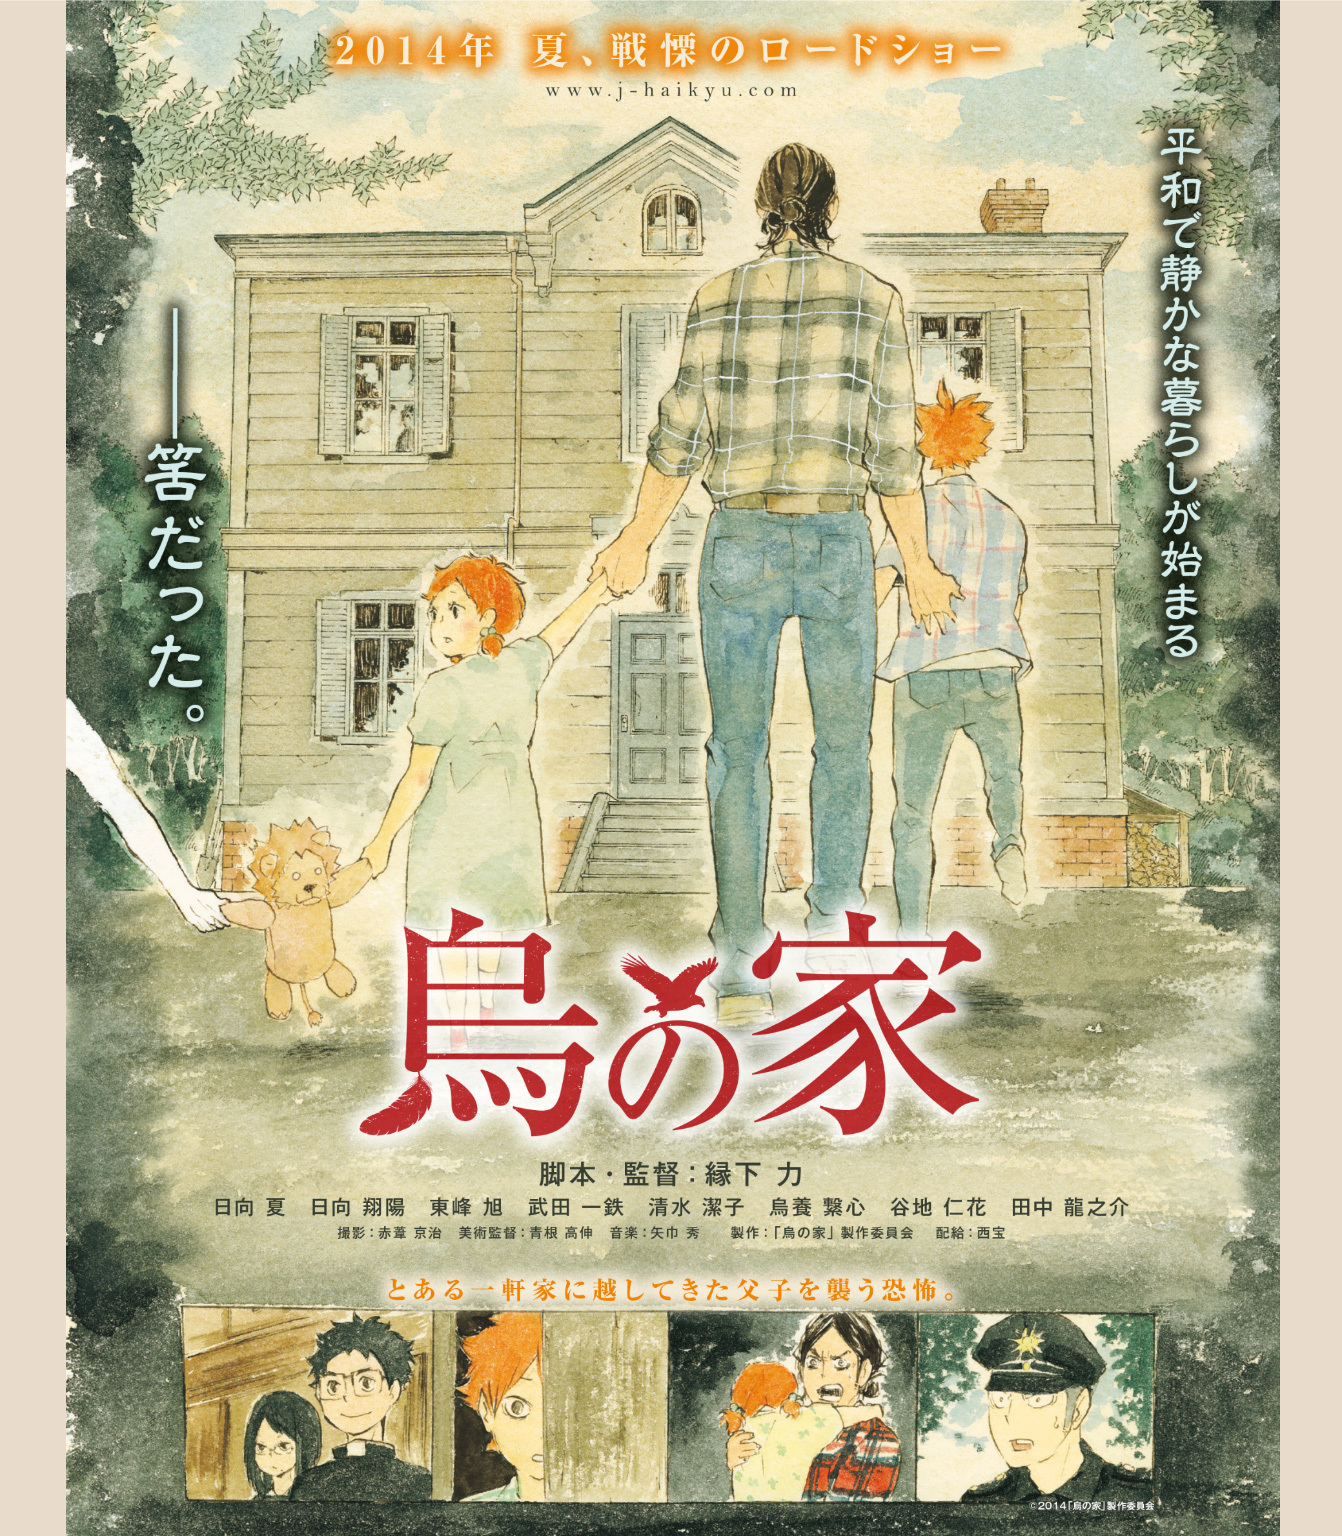 2014年 夏、戦慄のロードショー
www.j-haikyu.com
平和で静かな暮らしが始まる
──筈だった。
烏の家
脚本・監督：縁下 力
日向 夏 日向 翔陽 東峰 旭 武田 一鉄 清水 潔子 烏養 繋心 谷地 仁花 田中 龍之介
撮影：赤葦 京治 美術監督：青根 高伸 音楽：矢巾 秀 製作：「烏の家」製作委員会 配給：西宝
とある一軒家に越してきた父子を襲う恐怖。
©2014「烏の家」製作委員会